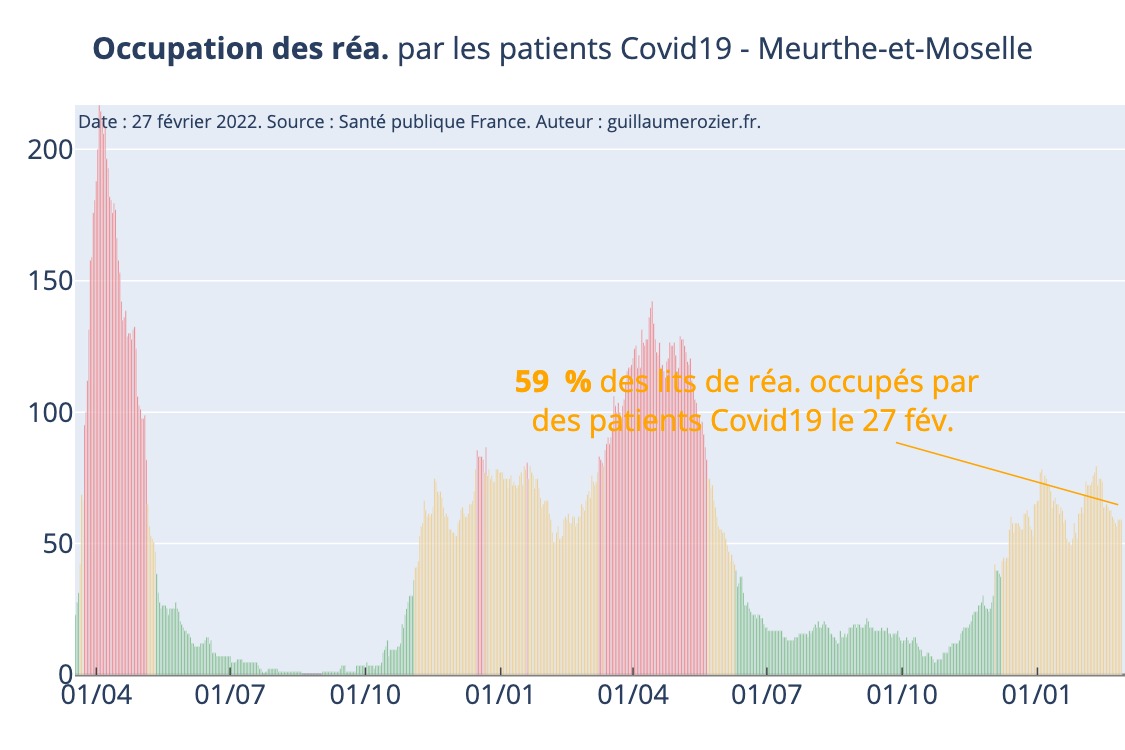 Occupation des réa. par les patients Covid19 - Meurthe-et-Moselle
Date : 27 février 2022. Source : Santé publique France. Auteur : guillaumerozier.fr.
200
150
100
50
0
59 % des lits de réa. occupés par
des patients Covid19 le 27 fév.
01/04 01/07 01/10 01/01 01/04 01/07 01/10 01/01